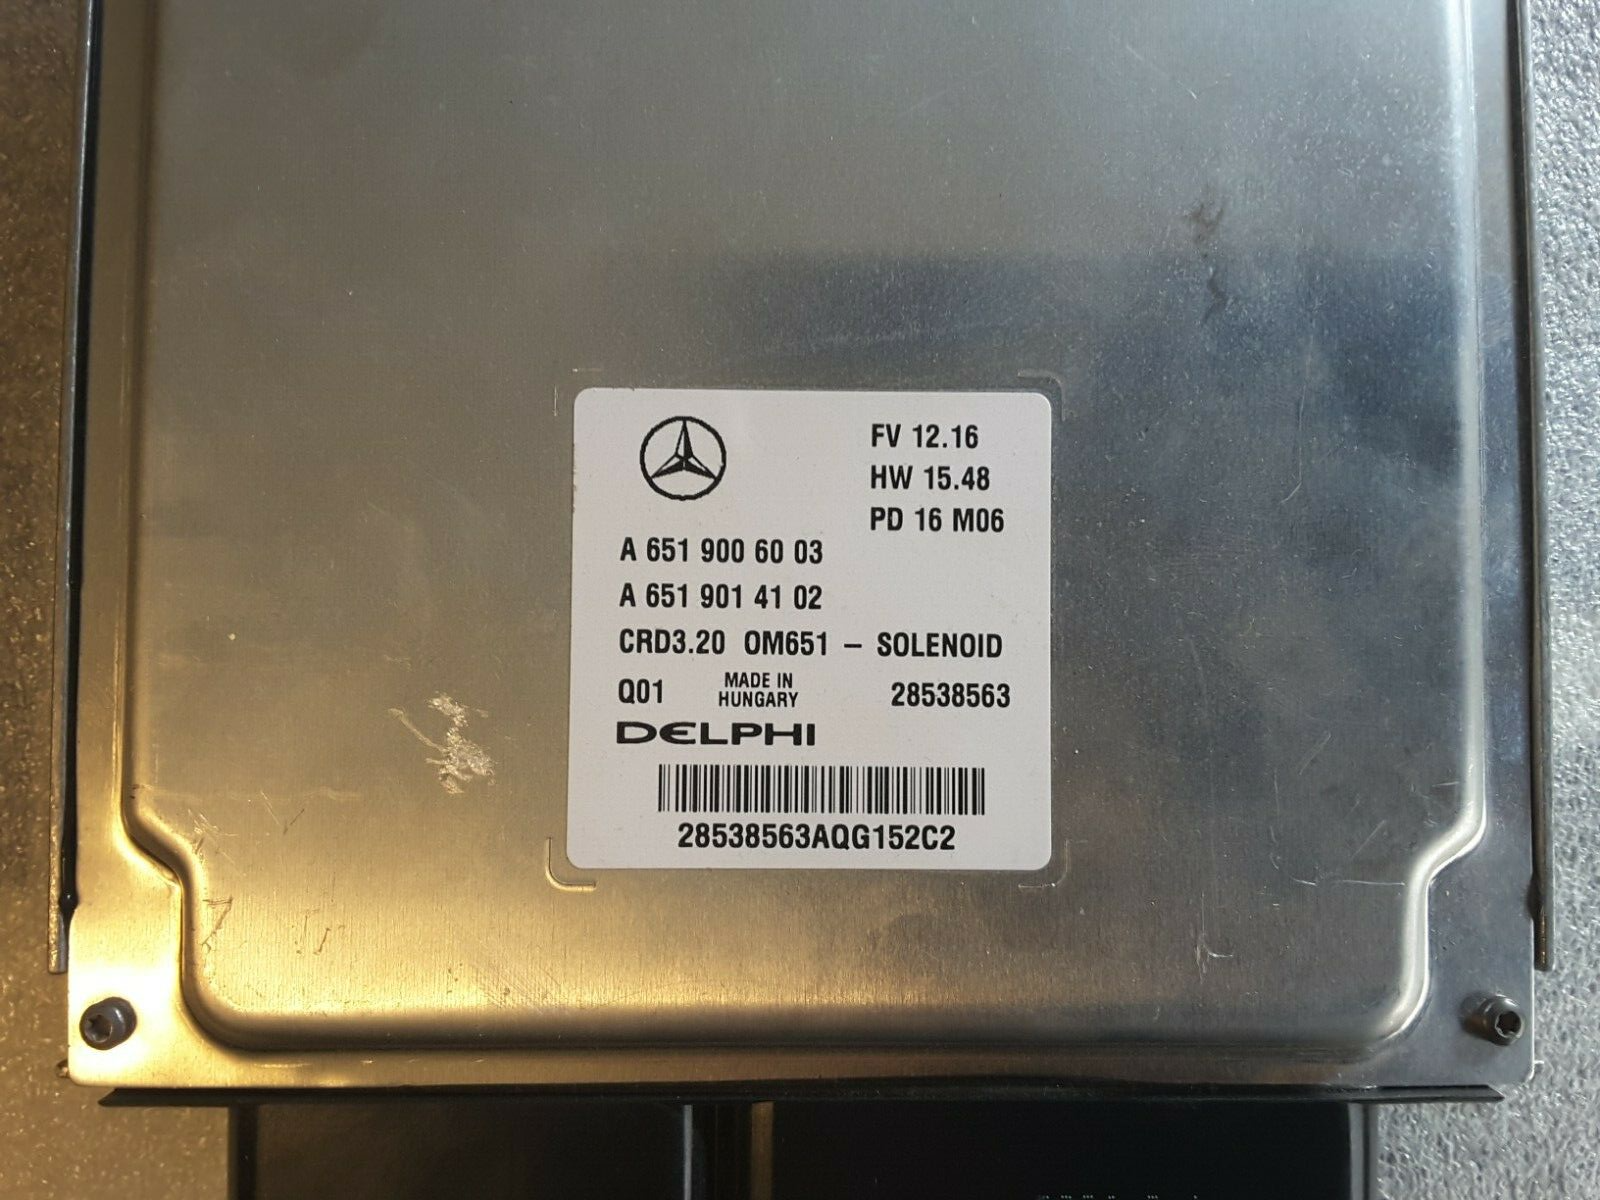 FV 12.16
HW 15.48
PD 16 M06
A 651 900 60 03
A 651 901 41 02
CRD3.20 OM651 – SOLENOID
Q01 MADE IN HUNGARY 28538563
DELPHI
28538563AQG152C2